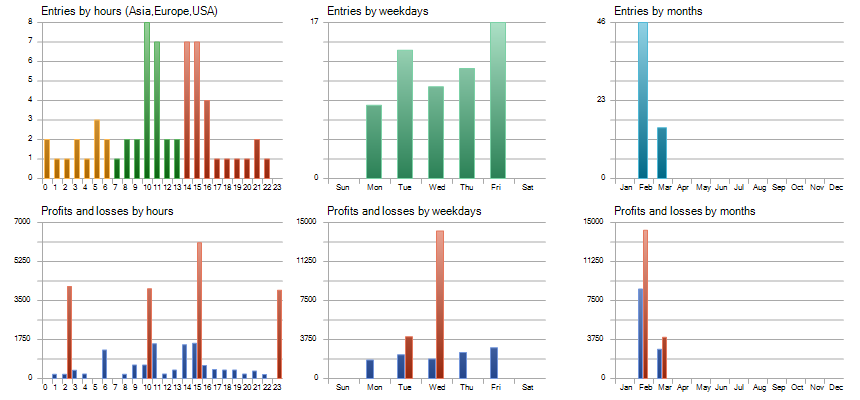 Entries by hours (Asia,Europe,USA)
8
7
6
5
4
3
2
1
0
0 1 2 3 4 5 6 7 8 9 10 11 12 13 14 15 16 17 18 19 20 21 22 23
Entries by weekdays
17
0
Sun Mon Tue Wed Thu Fri Sat
Entries by months
46
23
0
Jan Feb Mar Apr May Jun Jul Aug Sep Oct Nov Dec
Profits and losses by hours
7000
5250
3500
1750
0
0 1 2 3 4 5 6 7 8 9 10 11 12 13 14 15 16 17 18 19 20 21 22 23
Profits and losses by weekdays
15000
11250
7500
3750
0
Sun Mon Tue Wed Thu Fri Sat
Profits and losses by months
15000
11250
7500
3750
0
Jan Feb Mar Apr May Jun Jul Aug Sep Oct Nov Dec